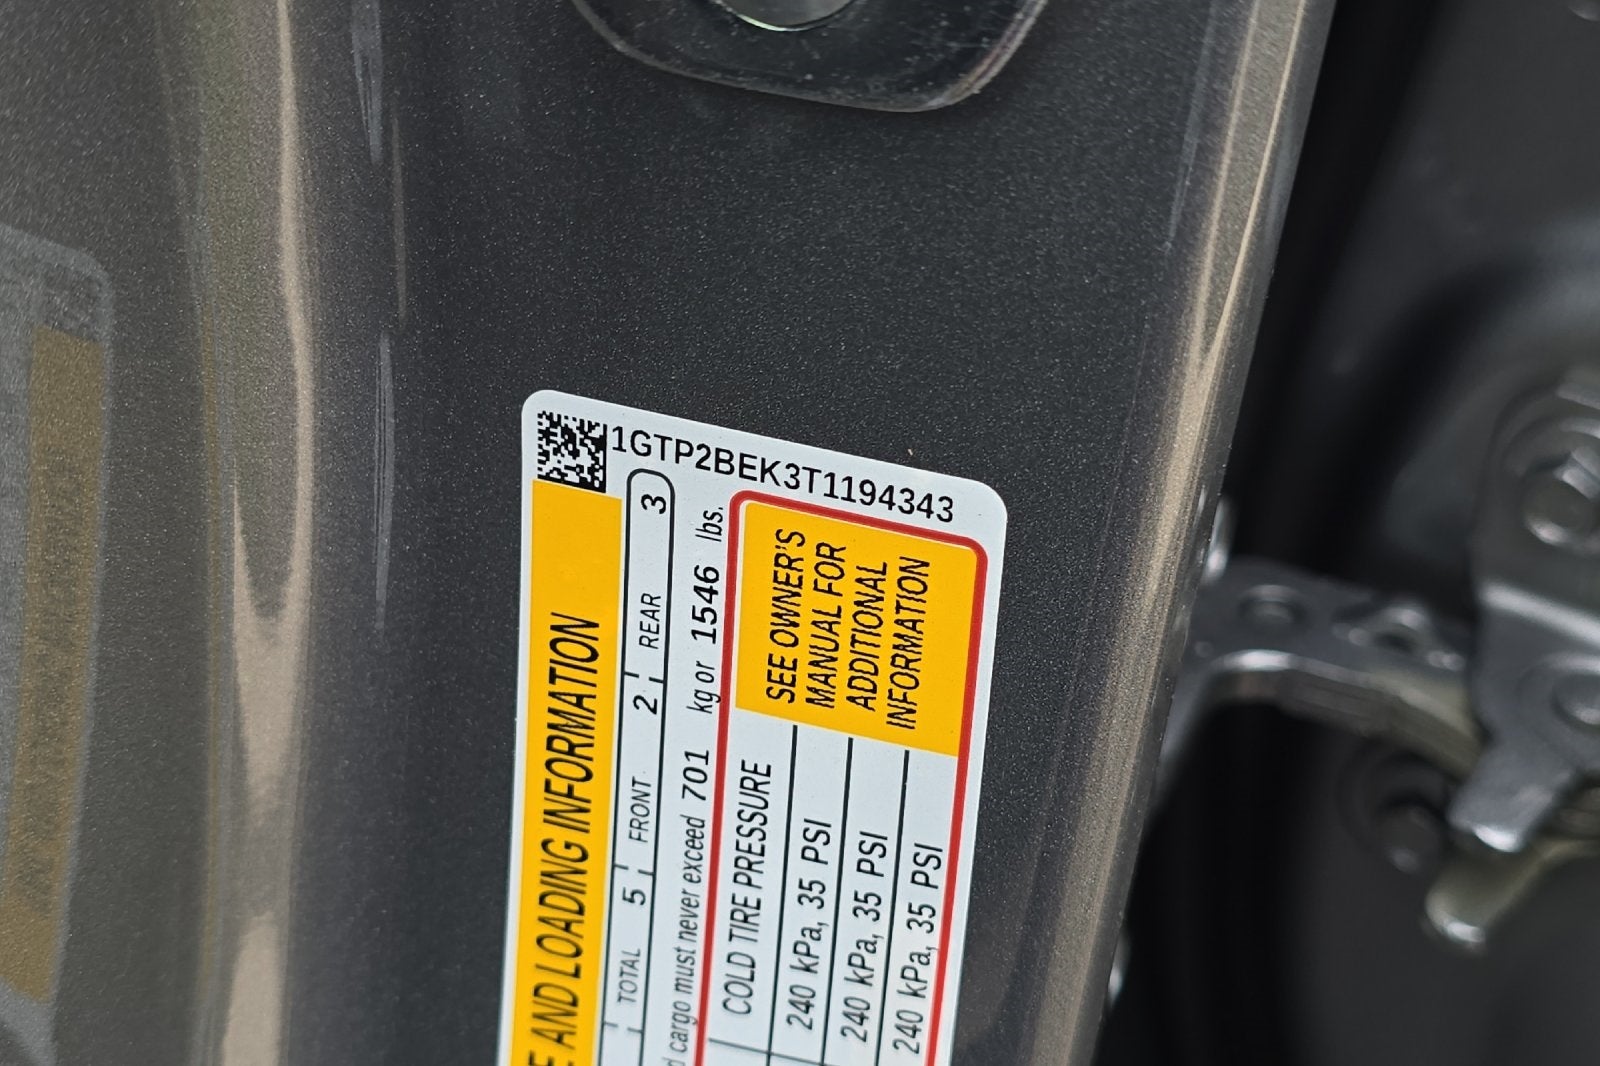 1GTP2BEK3T1194343
E AND LOADING INFORMATION
TOTAL 5 FRONT 2 REAR 3
cargo must never exceed 701 kg or 1546 lbs.
COLD TIRE PRESSURE
240 kPa, 35 PSI
240 kPa, 35 PSI
240 kPa, 35 PSI
SEE OWNER'S
MANUAL FOR
ADDITIONAL
INFORMATION